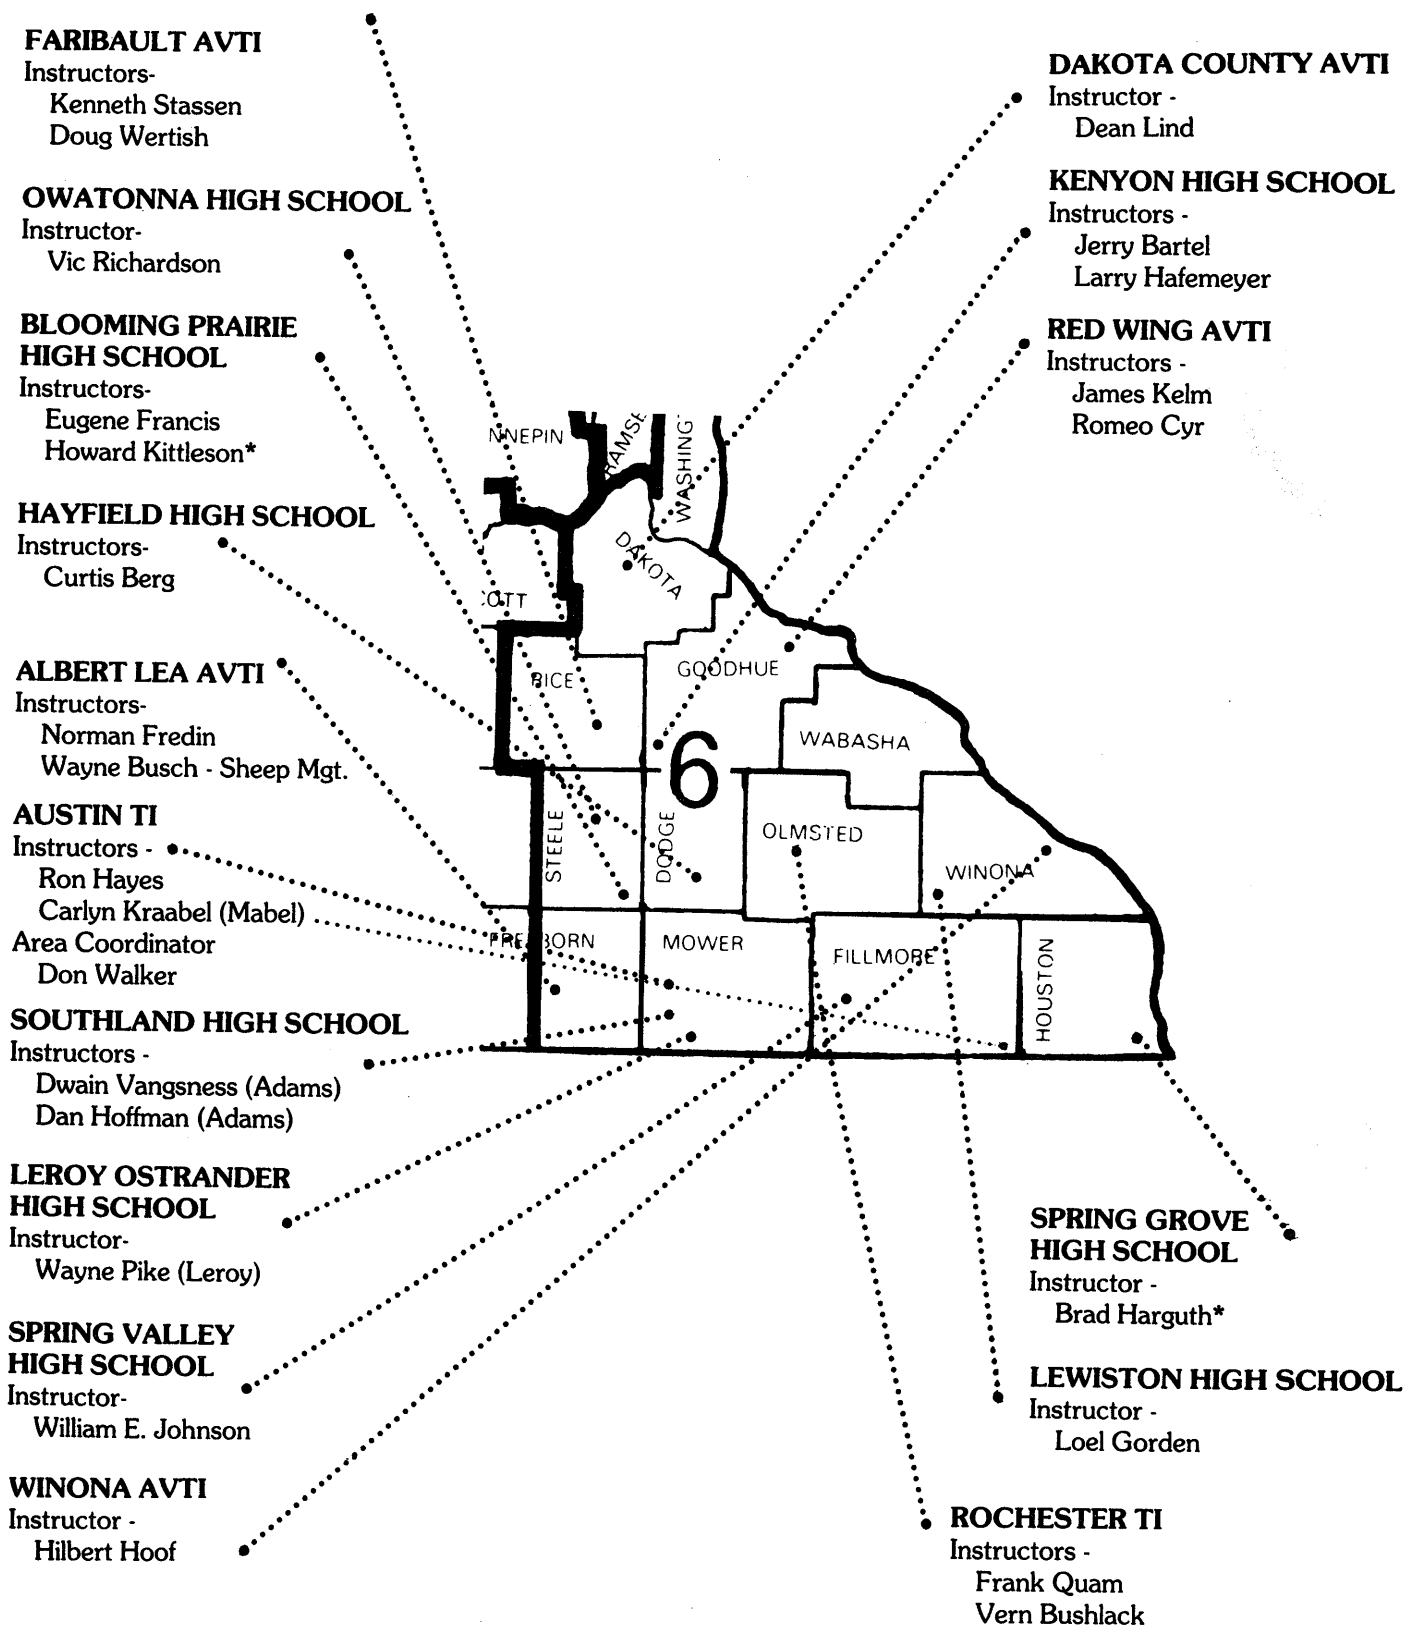 FARIBAULT AVTI
Instructors-
Kenneth Stassen
Doug Wertish
OWATONNA HIGH SCHOOL
Instructor-
Vic Richardson
BLOOMING PRAIRIE
HIGH SCHOOL
Instructors-
Eugene Francis
Howard Kittleson*
HAYFIELD HIGH SCHOOL
Instructors-
Curtis Berg
ALBERT LEA AVTI
Instructors-
Norman Fredin
Wayne Busch - Sheep Mgt.
AUSTIN TI
Instructors -
Ron Hayes
Carlyn Kraabel (Mabel)
Area Coordinator
Don Walker
SOUTHLAND HIGH SCHOOL
Instructors -
Dwain Vangsness (Adams)
Dan Hoffman (Adams)
LEROY OSTRANDER
HIGH SCHOOL
Instructor-
Wayne Pike (Leroy)
SPRING VALLEY
HIGH SCHOOL
Instructor-
William E. Johnson
WINONA AVTI
Instructor -
Hilbert Hoof
NNEPIN
RAMSE
WASHINGT
DAKOTA
COTT
RICE
GOODHUE
WABASHA
6
STEELE
DODGE
OLMSTED
WINONA
FREEBORN
MOWER
FILLMORE
HOUSTON
DAKOTA COUNTY AVTI
Instructor -
Dean Lind
KENYON HIGH SCHOOL
Instructors -
Jerry Bartel
Larry Hafemeyer
RED WING AVTI
Instructors -
James Kelm
Romeo Cyr
SPRING GROVE
HIGH SCHOOL
Instructor -
Brad Harguth*
LEWISTON HIGH SCHOOL
Instructor -
Loel Gorden
ROCHESTER TI
Instructors -
Frank Quam
Vern Bushlack